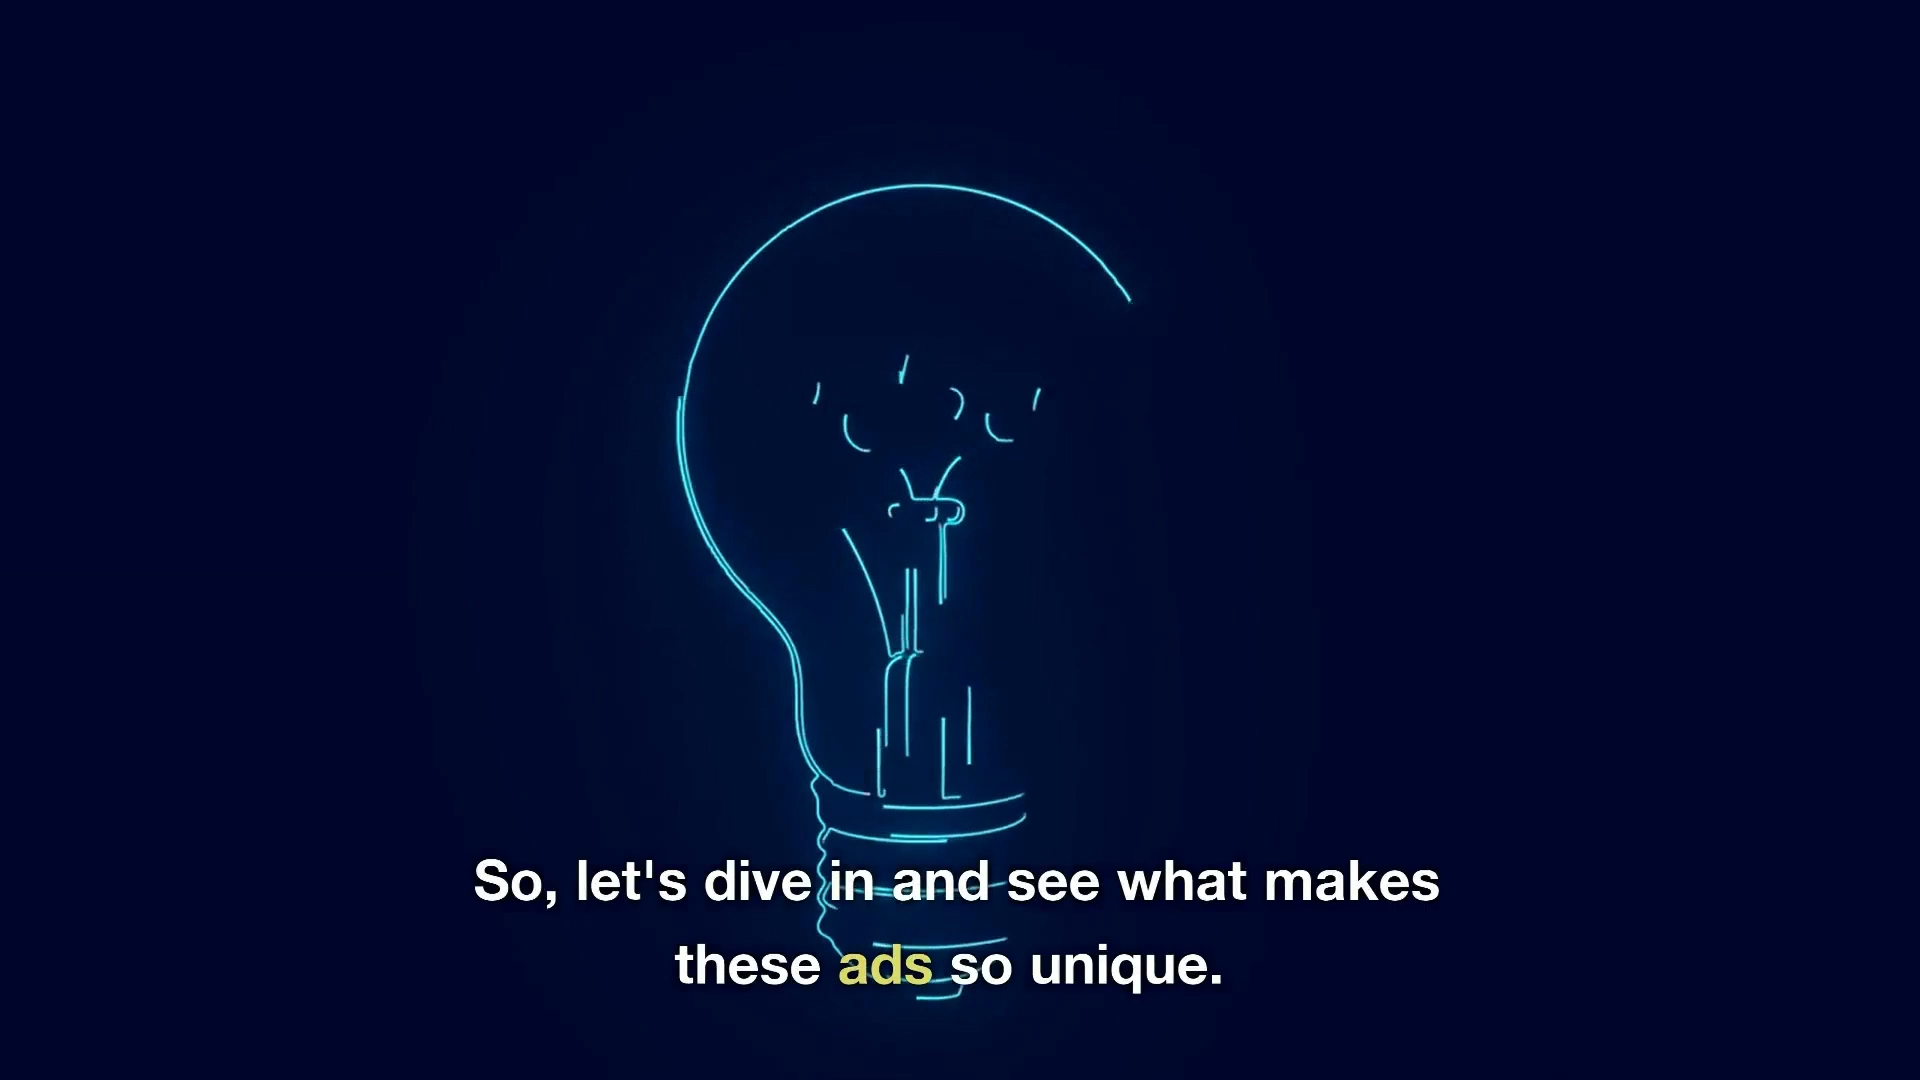 So, let's dive in and see what makes
these ads so unique.